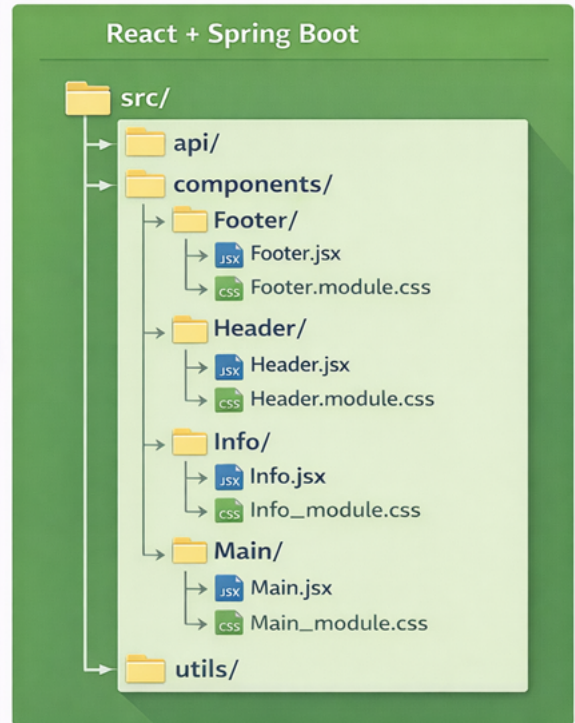 React + Spring Boot
src/
api/
components/
Footer/
JSX Footer.jsx
CSS Footer.module.css
Header/
JSX Header.jsx
CSS Header.module.css
Info/
JSX Info.jsx
CSS Info_module.css
Main/
JSX Main.jsx
CSS Main_module.css
utils/